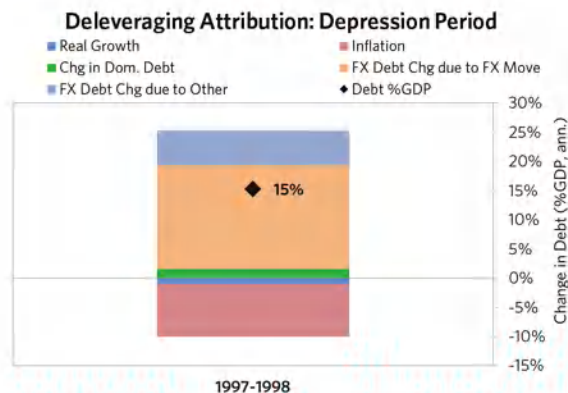 Deleveraging Attribution: Depression Period
Real Growth
Inflation
Chg in Dom. Debt
FX Debt Chg due to FX Move
FX Debt Chg due to Other
Debt %GDP
30%
25%
20%
15%
10%
5%
0%
-5%
-10%
-15%
Change in Debt (%GDP, ann.)
15%
1997-1998